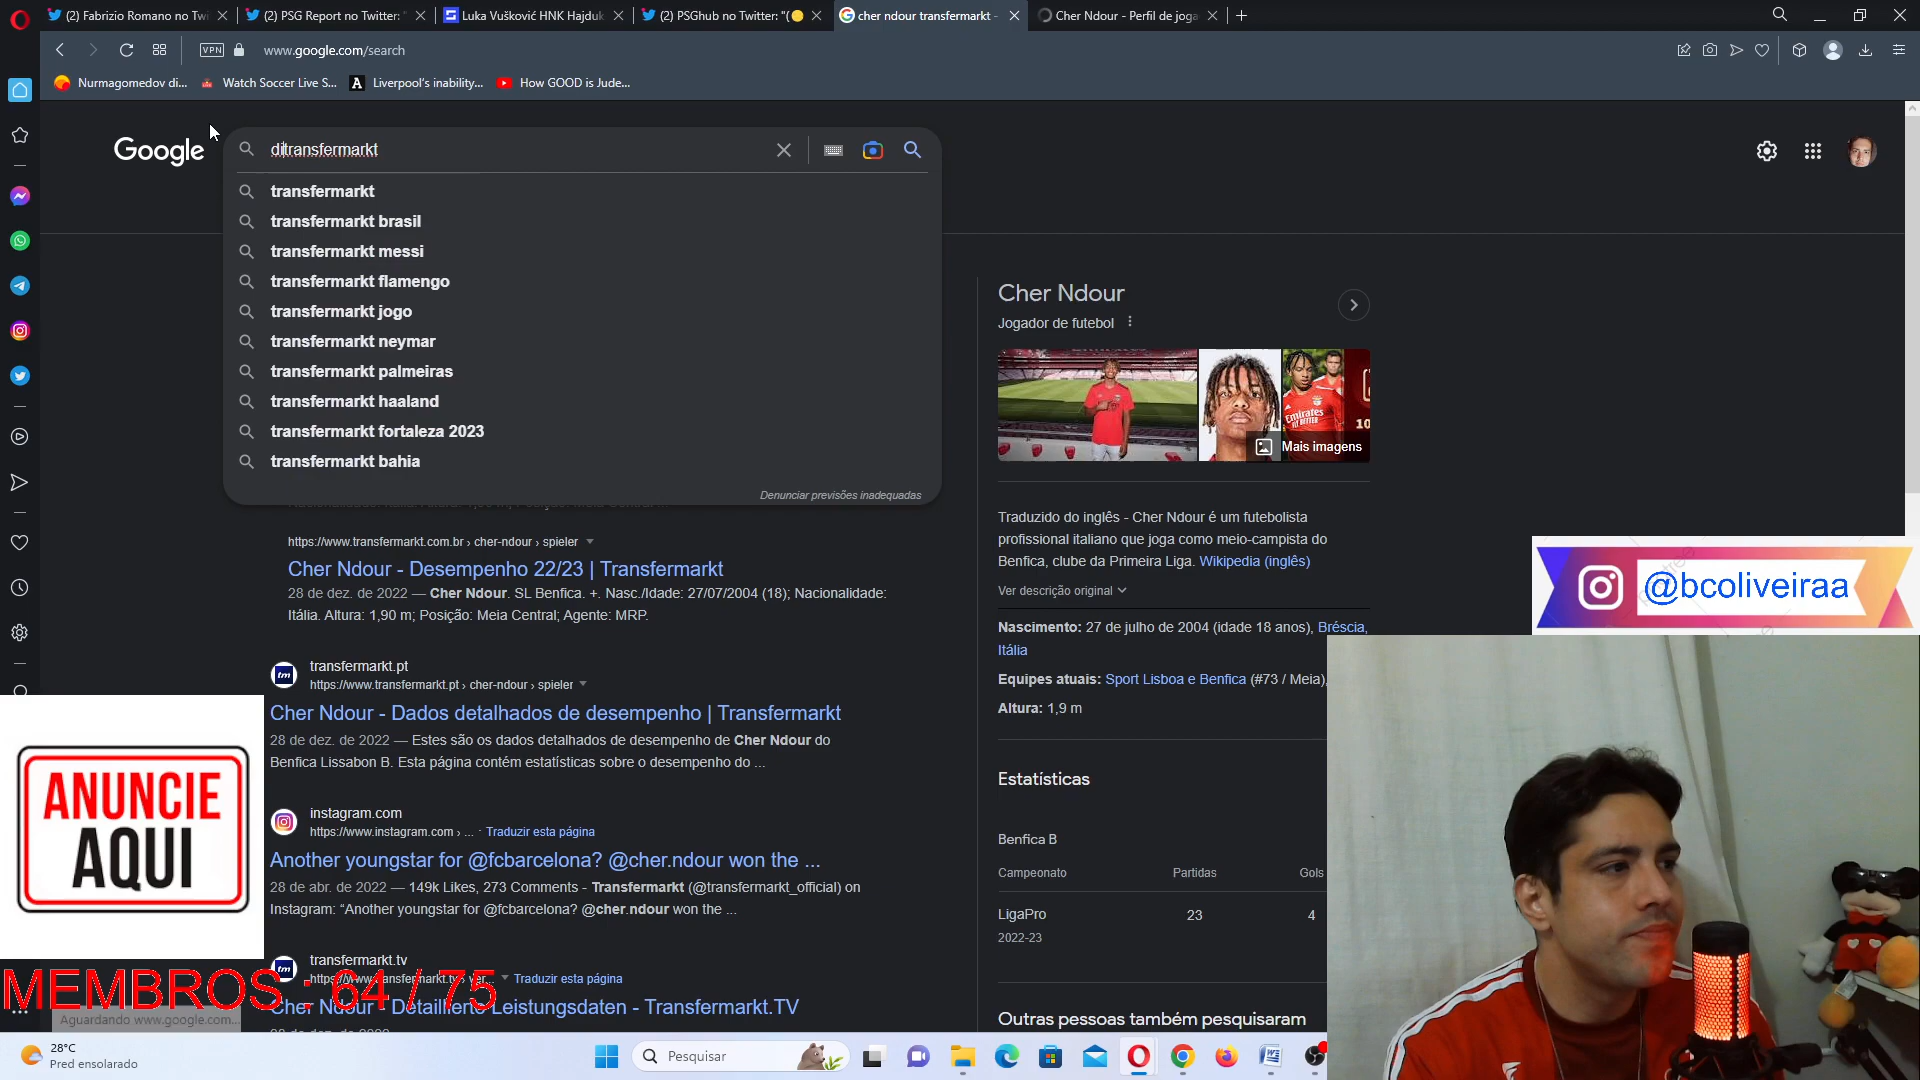 (2) Fabrizio Romano no Twi
(2) PSG Report no Twitter: "
Luka Vušković HNK Hajduk
(2) PSGhub no Twitter: "(
cher ndour transfermarkt -
Cher Ndour - Perfil de joga
VPN
www.google.com/search
Nurmagomedov di...
Watch Soccer Live S...
A
Liverpool's inability...
How GOOD is Jude...
Google
ditransfermarkt
transfermarkt
transfermarkt brasil
transfermarkt messi
transfermarkt flamengo
transfermarkt jogo
transfermarkt neymar
transfermarkt palmeiras
transfermarkt haaland
transfermarkt fortaleza 2023
transfermarkt bahia
Denunciar previsões inadequadas
https://www.transfermarkt.com.br › cher-ndour › spieler
Cher Ndour - Desempenho 22/23 | Transfermarkt
28 de dez. de 2022 — Cher Ndour. SL Benfica. +. Nasc./Idade: 27/07/2004 (18); Nacionalidade:
Itália. Altura: 1,90 m; Posição: Meia Central; Agente: MRP.
tm
transfermarkt.pt
https://www.transfermarkt.pt › cher-ndour › spieler
Cher Ndour - Dados detalhados de desempenho | Transfermarkt
28 de dez. de 2022 — Estes são os dados detalhados de desempenho de Cher Ndour do
Benfica Lissabon B. Esta página contém estatísticas sobre o desempenho do ...
instagram.com
https://www.instagram.com › ... · Traduzir esta página
Another youngstar for @fcbarcelona? @cher.ndour won the ...
28 de abr. de 2022 — 149k Likes, 273 Comments - Transfermarkt (@transfermarkt_official) on
Instagram: “Another youngstar for @fcbarcelona? @cher.ndour won the ...
tm
transfermarkt.tv
Traduzir esta página
Cher Ndour - Detaillierte Leistungsdaten - Transfermarkt.TV
Cher Ndour
Jogador de futebol
Emirates
Mais imagens
Traduzido do inglês - Cher Ndour é um futebolista
profissional italiano que joga como meio-campista do
Benfica, clube da Primeira Liga. Wikipedia (inglês)
Ver descrição original
Nascimento: 27 de julho de 2004 (idade 18 anos), Bréscia,
Itália
Equipes atuais: Sport Lisboa e Benfica (#73 / Meia),
Altura: 1,9 m
Estatísticas
Benfica B
Campeonato Partidas Gols
LigaPro 23 4
2022-23
Outras pessoas também pesquisaram
@bcoliveiraa
ANUNCIE
AQUI
MEMBROS : 64 / 75
Aguardando www.google.com...
28°C
Pred ensolarado
Pesquisar